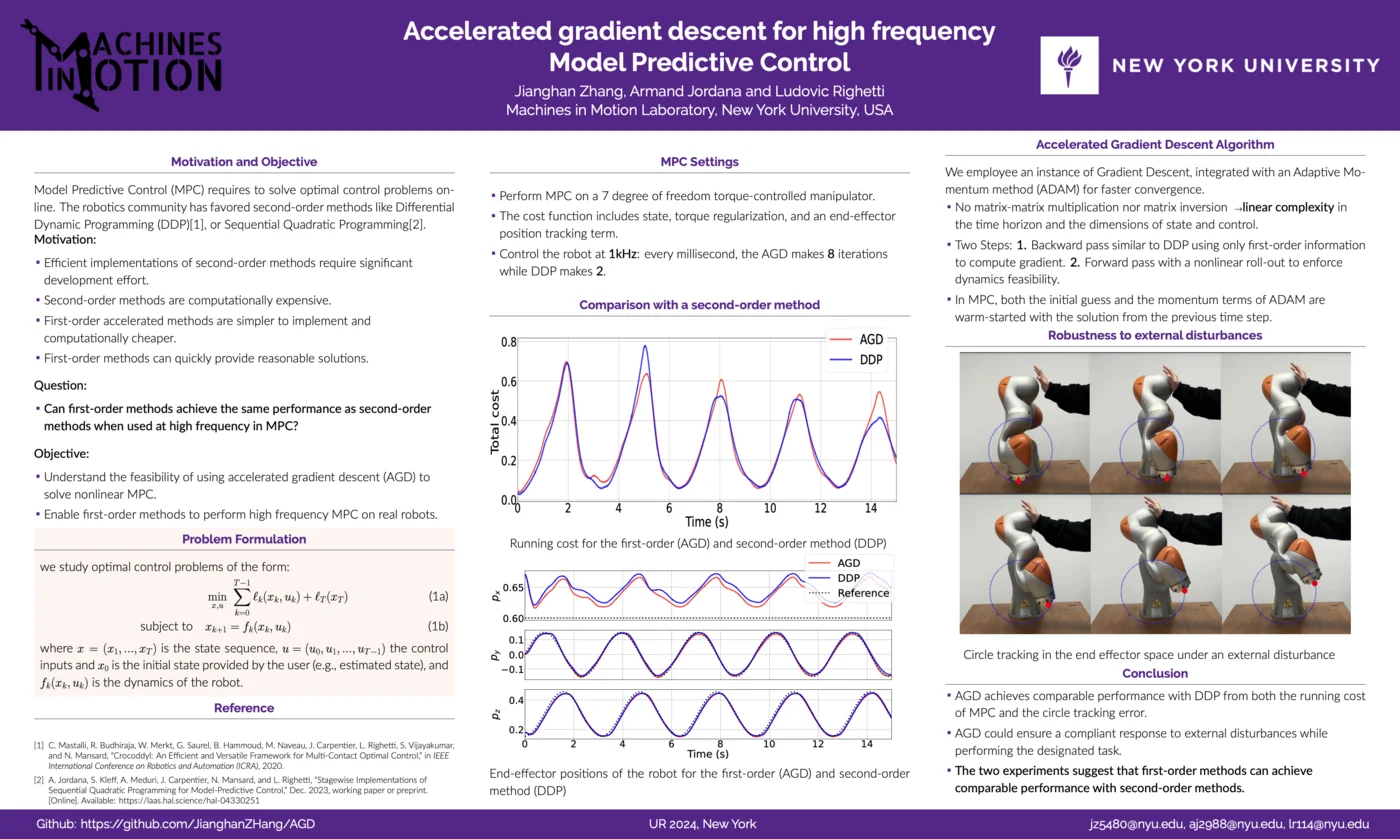 MACHINES
IN MOTION
Accelerated gradient descent for high frequency
Model Predictive Control
Jianghan Zhang, Armand Jordana and Ludovic Righetti
Machines in Motion Laboratory, New York University, USA
NEW YORK UNIVERSITY
Motivation and Objective
Model Predictive Control (MPC) requires to solve optimal control problems on-
line. The robotics community has favored second-order methods like Differential
Dynamic Programming (DDP)[1], or Sequential Quadratic Programming[2].
Motivation:
▪ Efficient implementations of second-order methods require significant
development effort.
▪ Second-order methods are computationally expensive.
▪ First-order accelerated methods are simpler to implement and
computationally cheaper.
▪ First-order methods can quickly provide reasonable solutions.
Question:
▪ Can first-order methods achieve the same performance as second-order
methods when used at high frequency in MPC?
Objective:
▪ Understand the feasibility of using accelerated gradient descent (AGD) to
solve nonlinear MPC.
▪ Enable first-order methods to perform high frequency MPC on real robots.
Problem Formulation
we study optimal control problems of the form:
T−1
min ∑ ℓk(xk, uk) + ℓT(xT) (1a)
x,u k=0
subject to xk+1 = fk(xk, uk) (1b)
where x = (x1, ..., xT) is the state sequence, u = (u0, u1, ..., uT−1) the control
inputs and x0 is the initial state provided by the user (e.g., estimated state), and
fk(xk, uk) is the dynamics of the robot.
Reference
[1] C. Mastalli, R. Budhiraja, W. Merkt, G. Saurel, B. Hammoud, M. Naveau, J. Carpentier, L. Righetti, S. Vijayakumar,
and N. Mansard, "Crocoddyl: An Efficient and Versatile Framework for Multi-Contact Optimal Control," in IEEE
International Conference on Robotics and Automation (ICRA), 2020.
[2] A. Jordana, S. Kleff, A. Meduri, J. Carpentier, N. Mansard, and L. Righetti, "Stagewise Implementations of
Sequential Quadratic Programming for Model-Predictive Control," Dec. 2023, working paper or preprint.
[Online]. Available: https://laas.hal.science/hal-04330251
MPC Settings
▪ Perform MPC on a 7 degree of freedom torque-controlled manipulator.
▪ The cost function includes state, torque regularization, and an end-effector
position tracking term.
▪ Control the robot at 1kHz: every millisecond, the AGD makes 8 iterations
while DDP makes 2.
Comparison with a second-order method
AGD
DDP
Total cost
0.8
0.6
0.4
0.2
0.0
0 2 4 6 8 10 12 14
Time (s)
Running cost for the first-order (AGD) and second-order method (DDP)
AGD
DDP
Reference
px
0.65
0.60
py
0.1
0.0
−0.1
pz
0.4
0.2
0 2 4 6 8 10 12 14
Time (s)
End-effector positions of the robot for the first-order (AGD) and second-order
method (DDP)
Accelerated Gradient Descent Algorithm
We employ an instance of Gradient Descent, integrated with an Adaptive Mo-
mentum method (ADAM) for faster convergence.
▪ No matrix-matrix multiplication nor matrix inversion →linear complexity in
the time horizon and the dimensions of state and control.
▪ Two Steps: 1. Backward pass similar to DDP using only first-order information
to compute gradient. 2. Forward pass with a nonlinear roll-out to enforce
dynamics feasibility.
▪ In MPC, both the initial guess and the momentum terms of ADAM are
warm-started with the solution from the previous time step.
Robustness to external disturbances
Circle tracking in the end effector space under an external disturbance
Conclusion
▪ AGD achieves comparable performance with DDP from both the running cost
of MPC and the circle tracking error.
▪ AGD could ensure a compliant response to external disturbances while
performing the designated task.
▪ The two experiments suggest that first-order methods can achieve
comparable performance with second-order methods.
Github: https://github.com/JianghanZHang/AGD
UR 2024, New York
jz5480@nyu.edu, aj2988@nyu.edu, lr114@nyu.edu